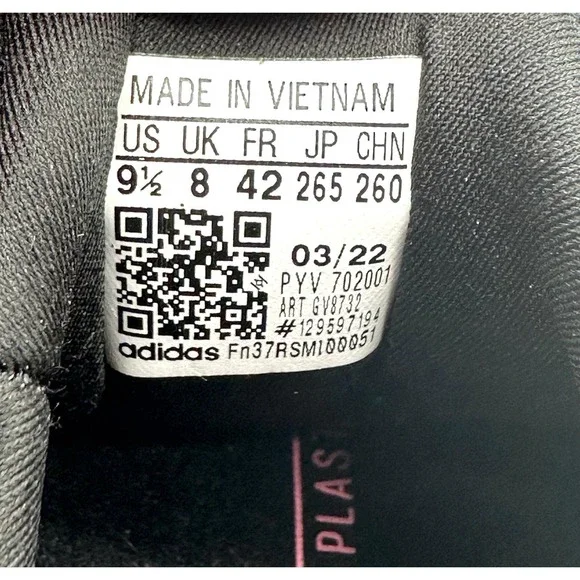 MADE IN VIETNAM
US UK FR JP CHN
9½ 8 42 265 260
03/22
PYV 702001
ART GV8732
#129597194
adidas Fn37RSMI00051
PLAS